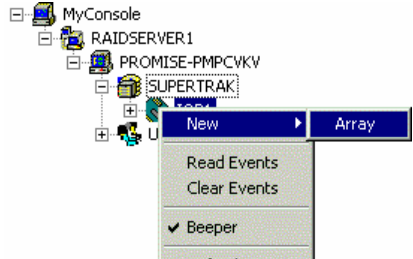 MyConsole
RAIDSERVER1
PROMISE-PMPCVKV
SUPERTRAK
New
Array
U
Read Events
Clear Events
Beeper